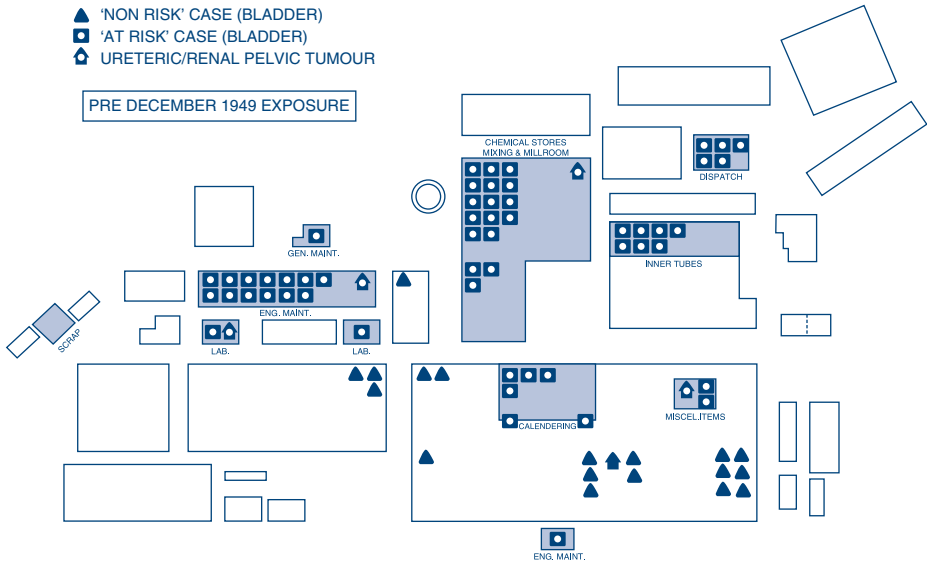 ‘NON RISK’ CASE (BLADDER)
‘AT RISK’ CASE (BLADDER)
URETERIC/RENAL PELVIC TUMOUR
PRE DECEMBER 1949 EXPOSURE
CHEMICAL STORES
MIXING & MILLROOM
DISPATCH
GEN. MAINT.
INNER TUBES
ENG. MAINT.
SCRAP
LAB.
LAB.
CALENDERING
MISCEL.ITEMS
ENG. MAINT.